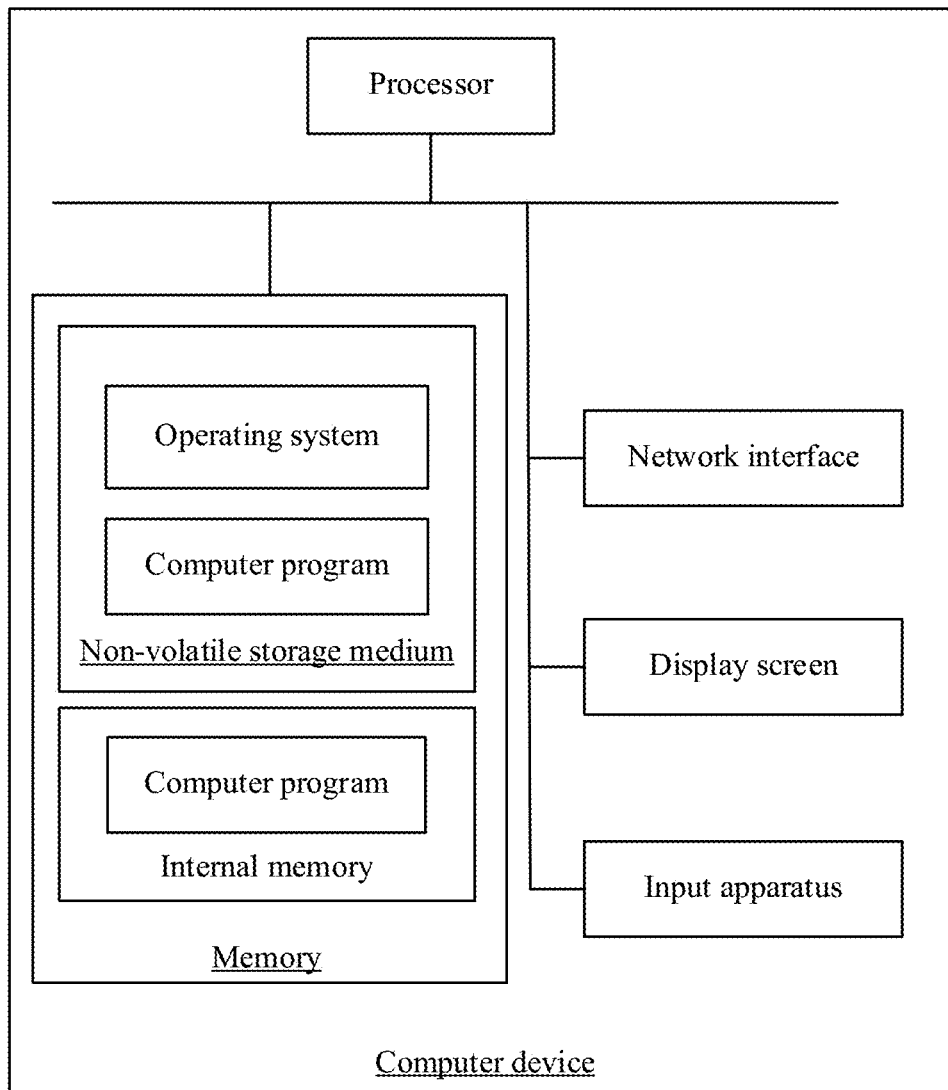 Processor
Operating system
Computer program
Non-volatile storage medium
Computer program
Internal memory
Memory
Network interface
Display screen
Input apparatus
Computer device